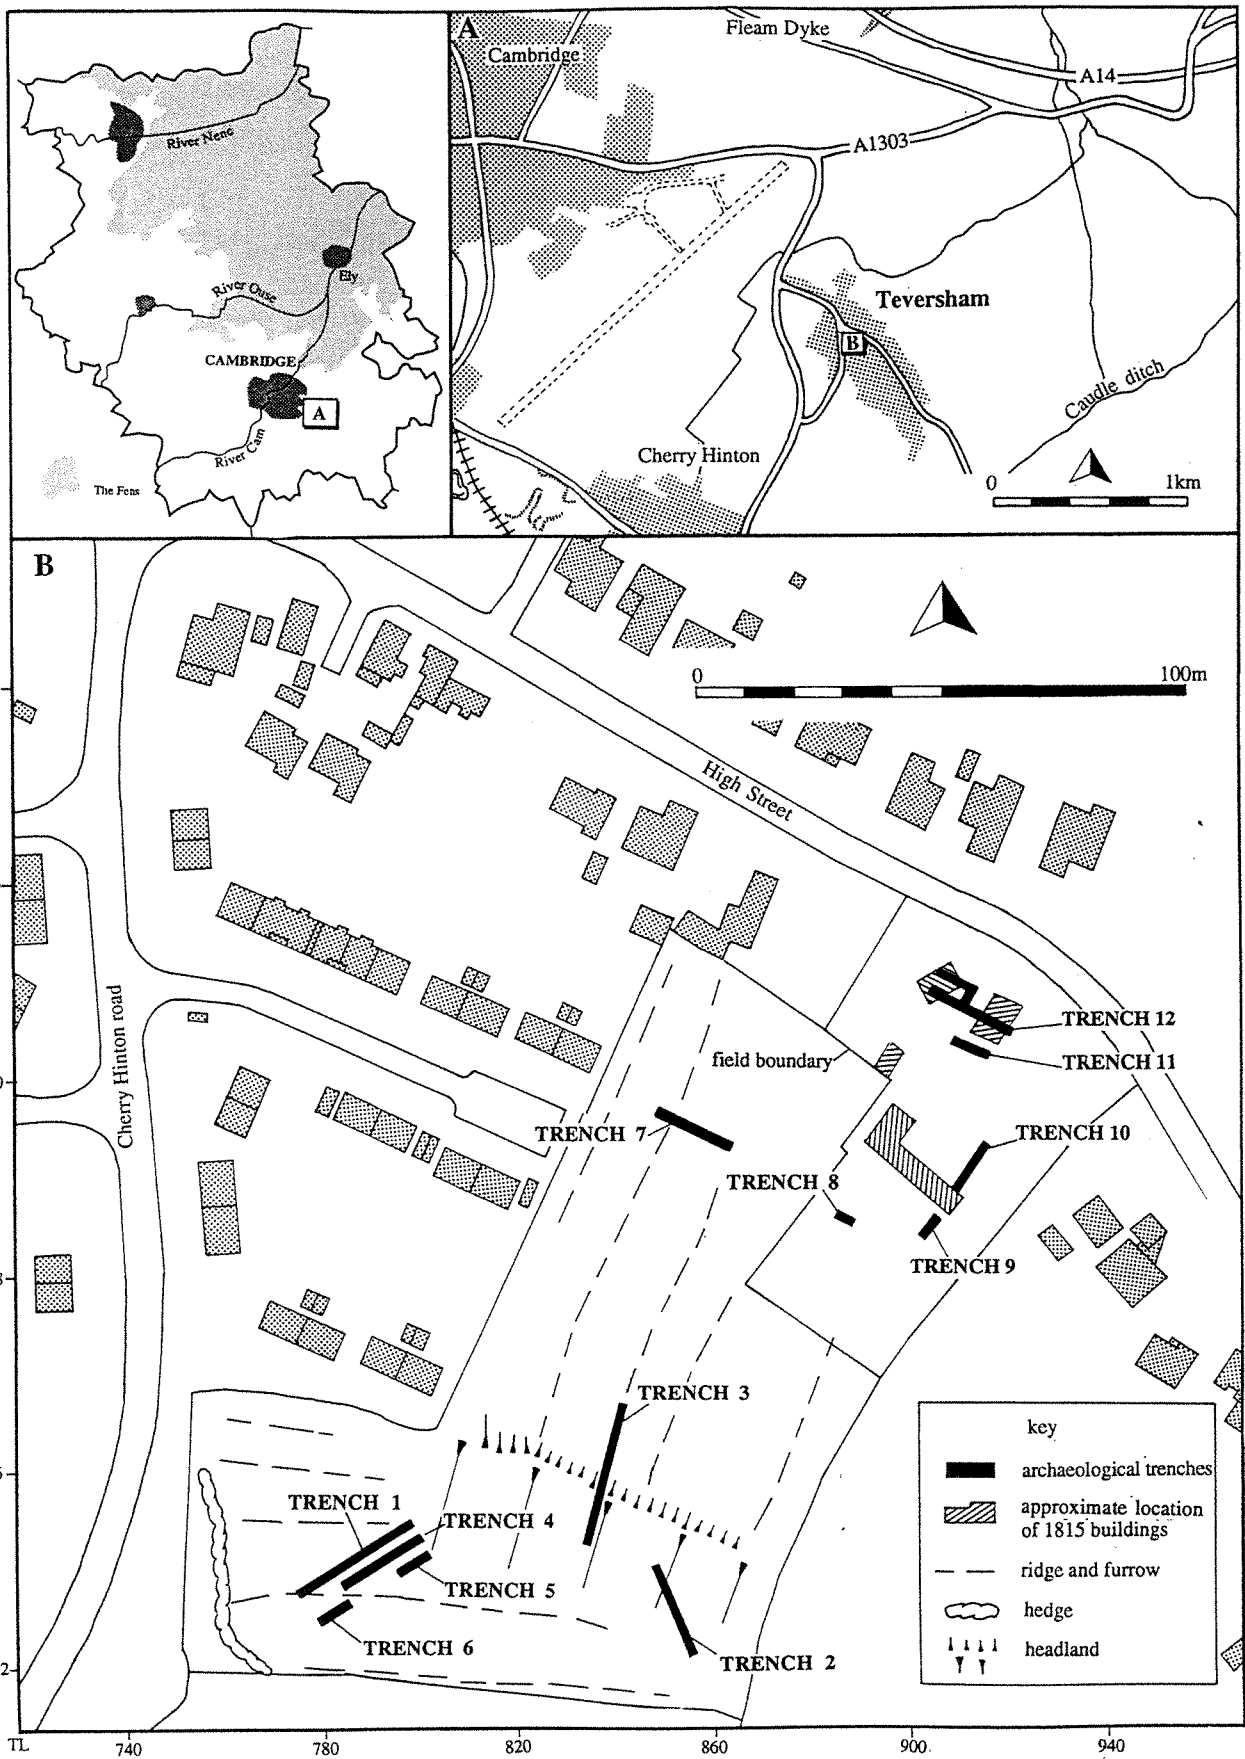 River Nene
Ely
River Ouse
CAMBRIDGE
A
River Cam
The Fens
A
Fleam Dyke
Cambridge
A14
A1303
Teversham
B
Caudle ditch
Cherry Hinton
0 1km
B
0 100m
High Street
Cherry Hinton road
field boundary
TRENCH 12
TRENCH 11
TRENCH 7
TRENCH 10
TRENCH 8
TRENCH 9
TRENCH 3
TRENCH 1
TRENCH 4
TRENCH 5
TRENCH 6
TRENCH 2
key
archaeological trenches
approximate location
of 1815 buildings
ridge and furrow
hedge
headland
TL 740 780 820 860 900 940